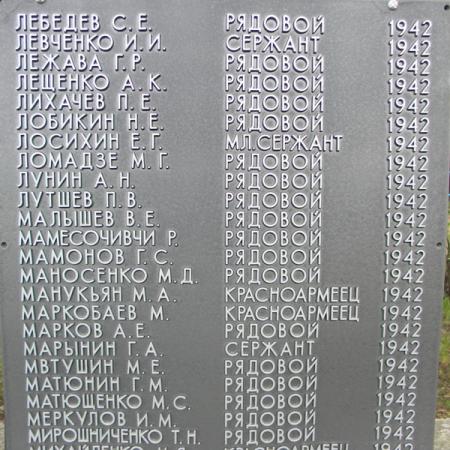 ЛЕБЕДЕВ С. Е. РЯДОВОЙ 1942
ЛЕВЧЕНКО И. И. СЕРЖАНТ 1942
ЛЕЖАВА Г. Р. РЯДОВОЙ 1942
ЛЕЩЕНКО А. К. РЯДОВОЙ 1942
ЛИХАЧЕВ П. Е. РЯДОВОЙ 1942
ЛОБИКИН Н. Е. РЯДОВОЙ 1942
ЛОСИХИН Е. Г. МЛ. СЕРЖАНТ 1942
ЛОМАДЗЕ М. Г. РЯДОВОЙ 1942
ЛУНИН А. Н. РЯДОВОЙ 1942
ЛУТШЕВ П. В. РЯДОВОЙ 1942
МАЛЫШЕВ В. Е. РЯДОВОЙ 1942
МАМЕСОЧИВЧИ Р. РЯДОВОЙ 1942
МАМОНОВ Г. С. РЯДОВОЙ 1942
МАНОСЕНКО М. Д. РЯДОВОЙ 1942
МАНУКЬЯН М. А. КРАСНОАРМЕЕЦ 1942
МАРКОБАЕВ М. КРАСНОАРМЕЕЦ 1942
МАРКОВ А. Е. РЯДОВОЙ 1942
МАРЫНИН Г. А. СЕРЖАНТ 1942
МВТУШИН М. Е. РЯДОВОЙ 1942
МАТЮНИН Г. М. РЯДОВОЙ 1942
МАТЮЩЕНКО М. С. РЯДОВОЙ 1942
МЕРКУЛОВ И. М. РЯДОВОЙ 1942
МИРОШНИЧЕНКО Т. Н. РЯДОВОЙ 1942
МИХАЙЛЕНКО КРАСНОАРМЕЕЦ 1942